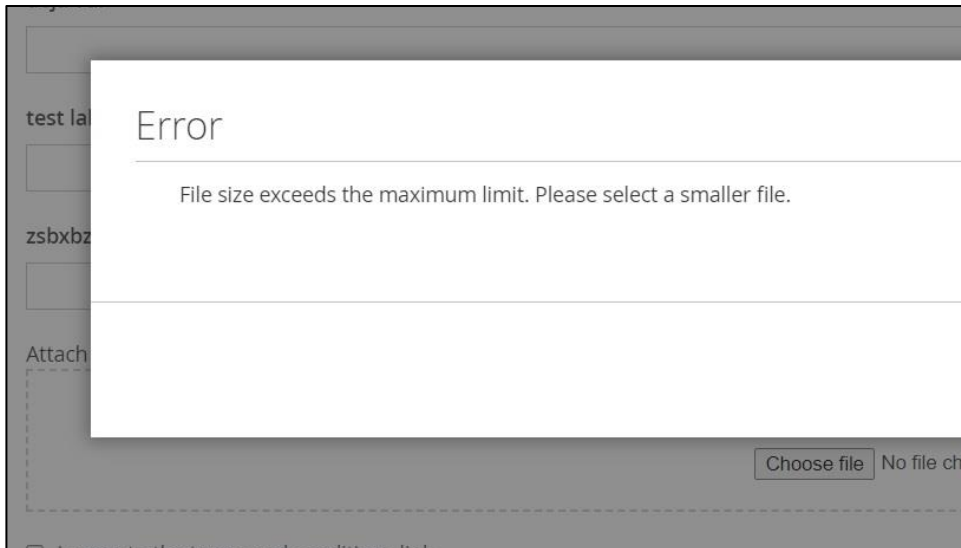 test la
Error
File size exceeds the maximum limit. Please select a smaller file.
zsbxbz
Attach
Choose file No file ch